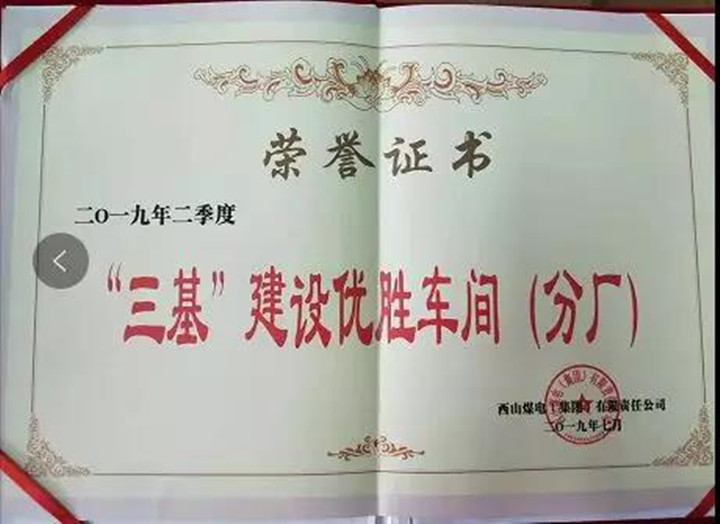 荣誉证书
二O一九年二季度
“三基”建设优胜车间（分厂）
西山煤电（集团）有限责任公司
二O一九年七月